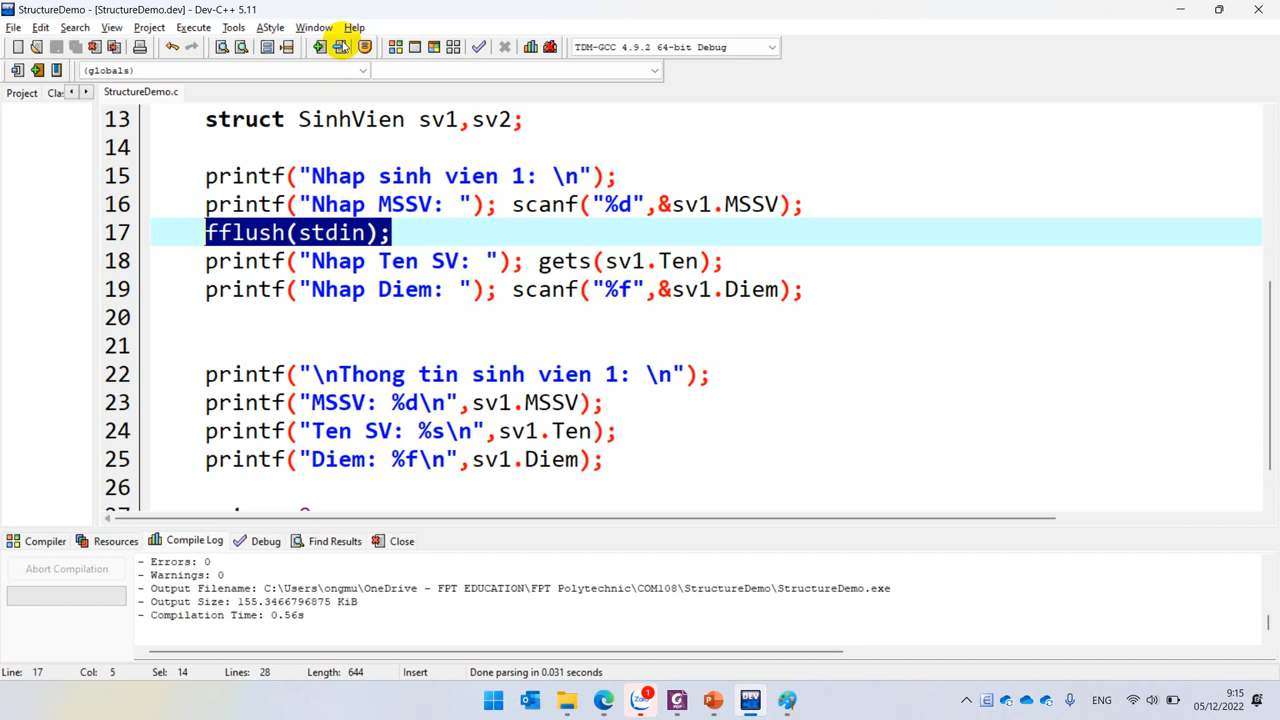 StructureDemo - [StructureDemo.dev] - Dev-C++ 5.11
File Edit Search View Project Execute Tools AStyle Window Help
TDM-GCC 4.9.2 64-bit Debug
(globals)
Project Cla: StructureDemo.c
13 struct SinhVien sv1,sv2;
14
15 printf("Nhap sinh vien 1: \n");
16 printf("Nhap MSSV: "); scanf("%d",&sv1.MSSV);
17 fflush(stdin);
18 printf("Nhap Ten SV: "); gets(sv1.Ten);
19 printf("Nhap Diem: "); scanf("%f",&sv1.Diem);
20
21
22 printf("\nThong tin sinh vien 1: \n");
23 printf("MSSV: %d\n",sv1.MSSV);
24 printf("Ten SV: %s\n",sv1.Ten);
25 printf("Diem: %f\n",sv1.Diem);
26
Compiler Resources Compile Log Debug Find Results Close
Abort Compilation
- Errors: 0
- Warnings: 0
- Output Filename: C:\Users\ongmu\OneDrive - FPT EDUCATION\FPT Polytechnic\COM108\StructureDemo\StructureDemo.exe
- Output Size: 155.3466796875 KiB
- Compilation Time: 0.56s
Line: 17 Col: 5 Sel: 14 Lines: 28 Length: 644 Insert Done parsing in 0.031 seconds
Zalo 1 PDF P DEV ENG 9:15
05/12/2022